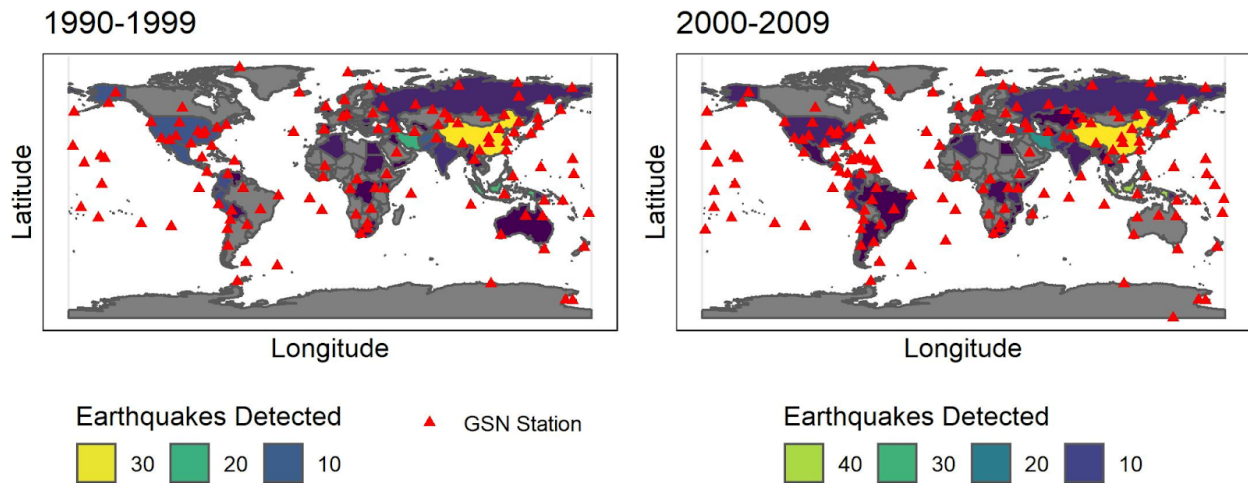 1990-1999
2000-2009
Latitude
Latitude
Longitude
Longitude
Earthquakes Detected
30
20
10
GSN Station
Earthquakes Detected
40
30
20
10